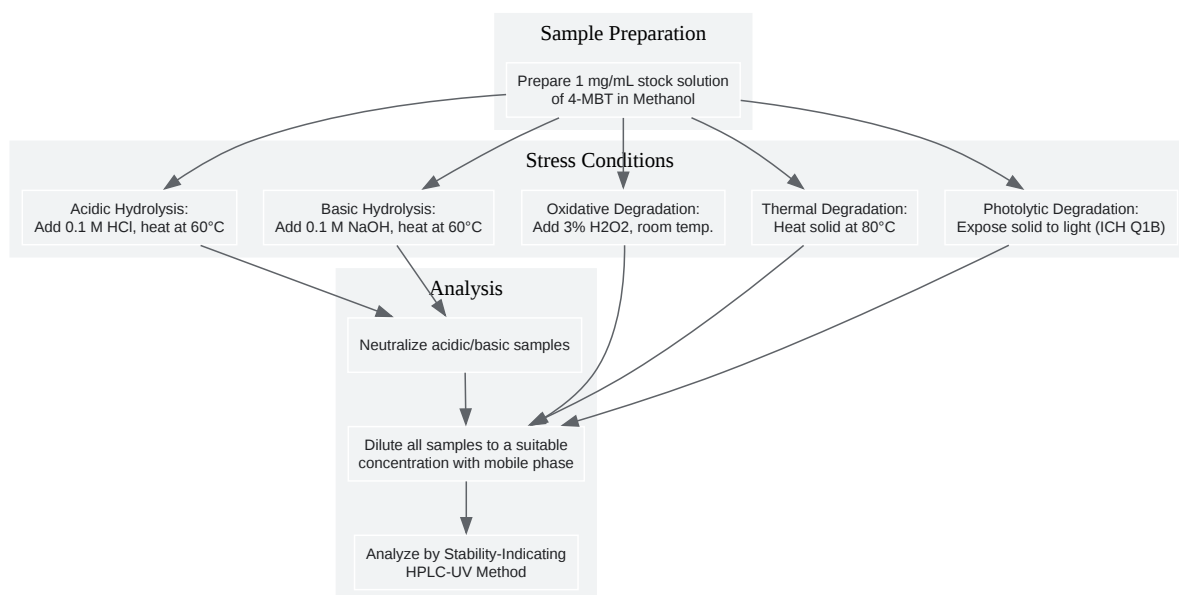 Sample Preparation
Prepare 1 mg/mL stock solution
of 4-MBT in Methanol
Stress Conditions
Acidic Hydrolysis:
Add 0.1 M HCl, heat at 60°C
Basic Hydrolysis:
Add 0.1 M NaOH, heat at 60°C
Oxidative Degradation:
Add 3% H2O2, room temp.
Thermal Degradation:
Heat solid at 80°C
Photolytic Degradation:
Expose solid to light (ICH Q1B)
Analysis
Neutralize acidic/basic samples
Dilute all samples to a suitable
concentration with mobile phase
Analyze by Stability-Indicating
HPLC-UV Method